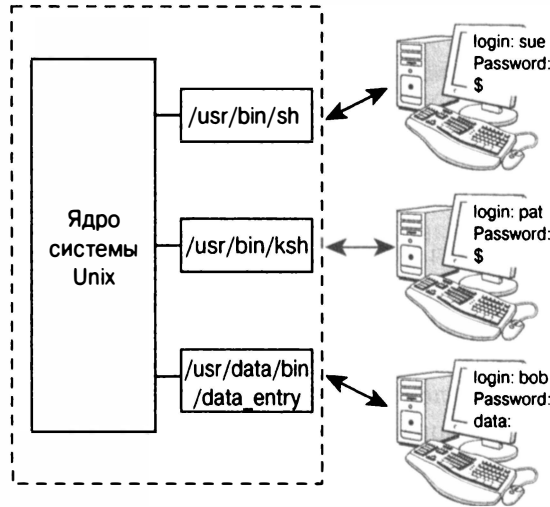 Ядро
системы
Unix
/usr/bin/sh
/usr/bin/ksh
/usr/data/bin
/data_entry
login: sue
Password:
$
login: pat
Password:
$
login: bob
Password:
data: